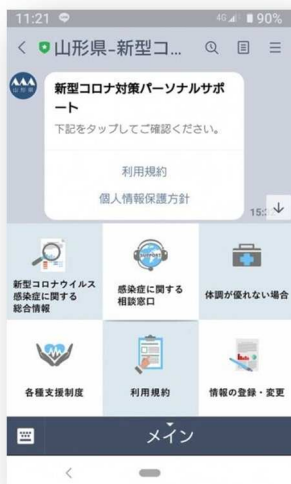 11:21
4G
90%
山形県-新型コ...
山形県
新型コロナ対策パーソナルサポ
ート
下記をタップしてご確認ください。
利用規約
個人情報保護方針
新型コロナウイルス
感染症に関する
総合情報
SUPPORT
感染症に関する
相談窓口
体調が優れない場合
各種支援制度
利用規約
情報の登録・変更
メイン